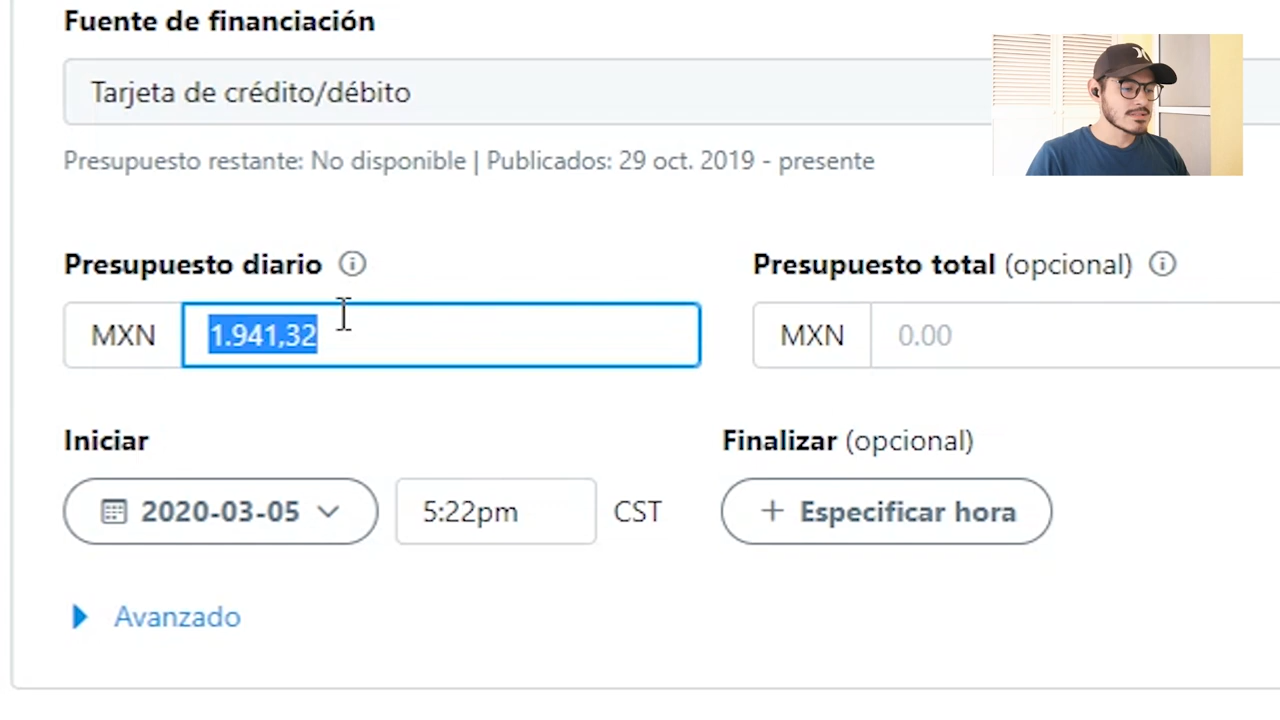 Fuente de financiación
Tarjeta de crédito/débito
Presupuesto restante: No disponible | Publicados: 29 oct. 2019 - presente
Presupuesto diario
Presupuesto total (opcional)
MXN 1.941,32
MXN 0.00
Iniciar
Finalizar (opcional)
2020-03-05 5:22pm CST
+ Especificar hora
Avanzado